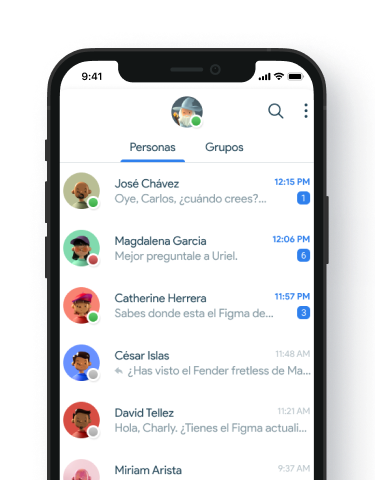 9:41
Personas
Grupos
José Chávez
12:15 PM
Oye, Carlos, ¿cuándo crees?...
1
Magdalena Garcia
12:06 PM
Mejor preguntale a Uriel.
6
Catherine Herrera
11:57 PM
Sabes donde esta el Figma de...
3
César Islas
11:48 AM
¿Has visto el Fender fretless de Ma...
David Tellez
11:21 AM
Hola, Charly. ¿Tienes el Figma actuali...
Miriam Arista
9:37 AM